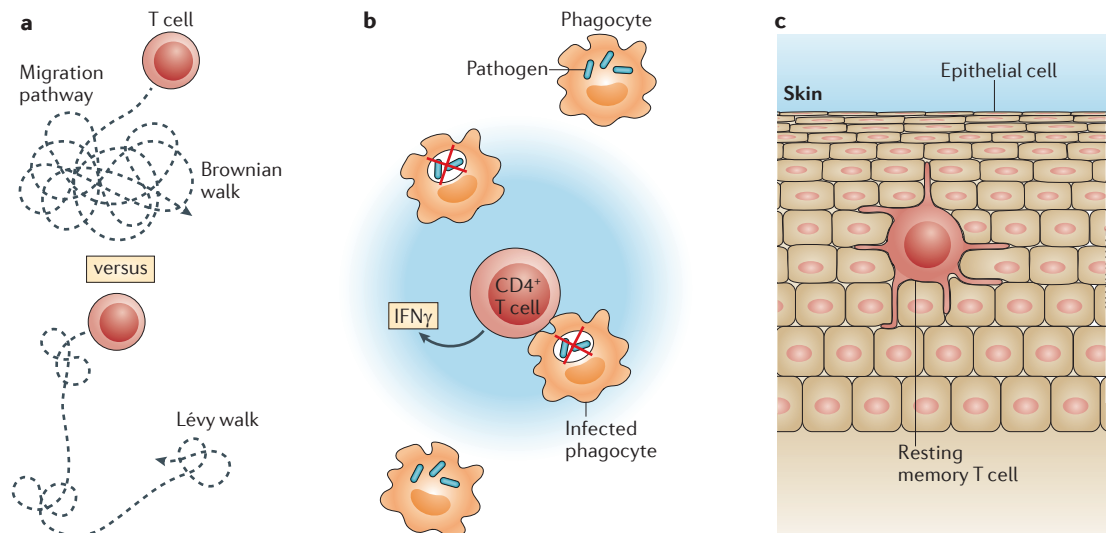 a
T cell
Migration
pathway
Brownian
walk
versus
Lévy walk
b
Phagocyte
Pathogen
CD4⁺
T cell
IFNγ
Infected
phagocyte
c
Epithelial cell
Skin
Resting
memory T cell